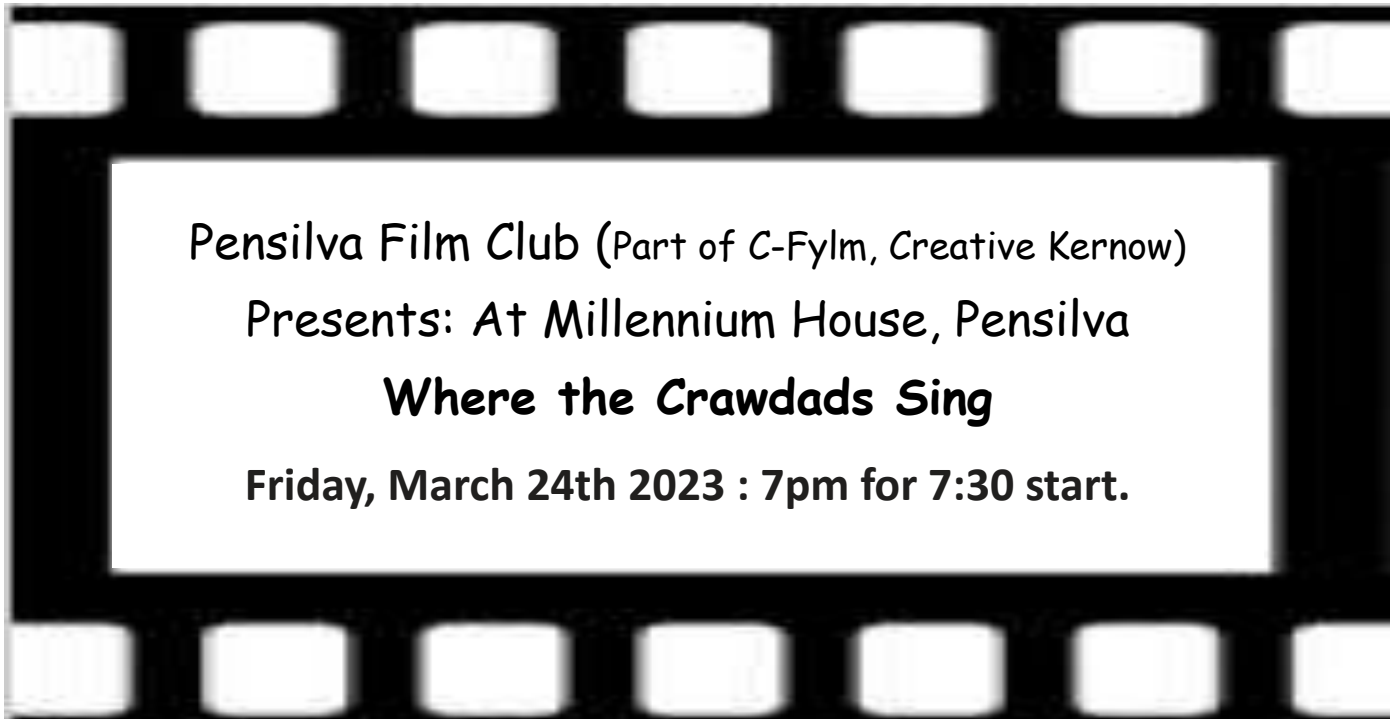 Pensilva Film Club (Part of C-Fylm, Creative Kernow)
Presents: At Millennium House, Pensilva
Where the Crawdads Sing
Friday, March 24th 2023 : 7pm for 7:30 start.